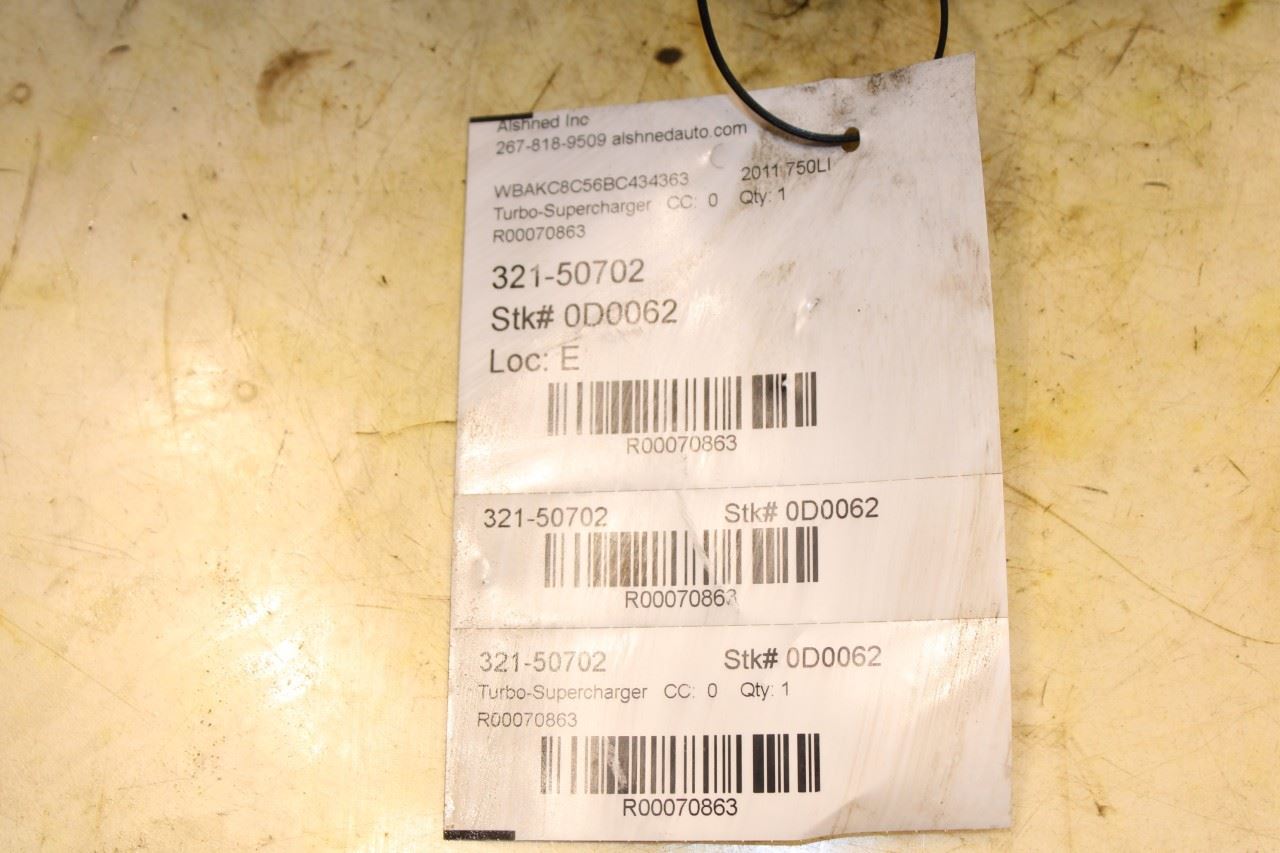 Alshned Inc
267-818-9509 alshnedauto.com
WBAKC8C56BC434363 2011 750LI
Turbo-Supercharger CC: 0 Qty: 1
R00070863
321-50702
Stk# 0D0062
Loc: E
R00070863
321-50702 Stk# 0D0062
R00070863
321-50702 Stk# 0D0062
Turbo-Supercharger CC: 0 Qty: 1
R00070863
R00070863